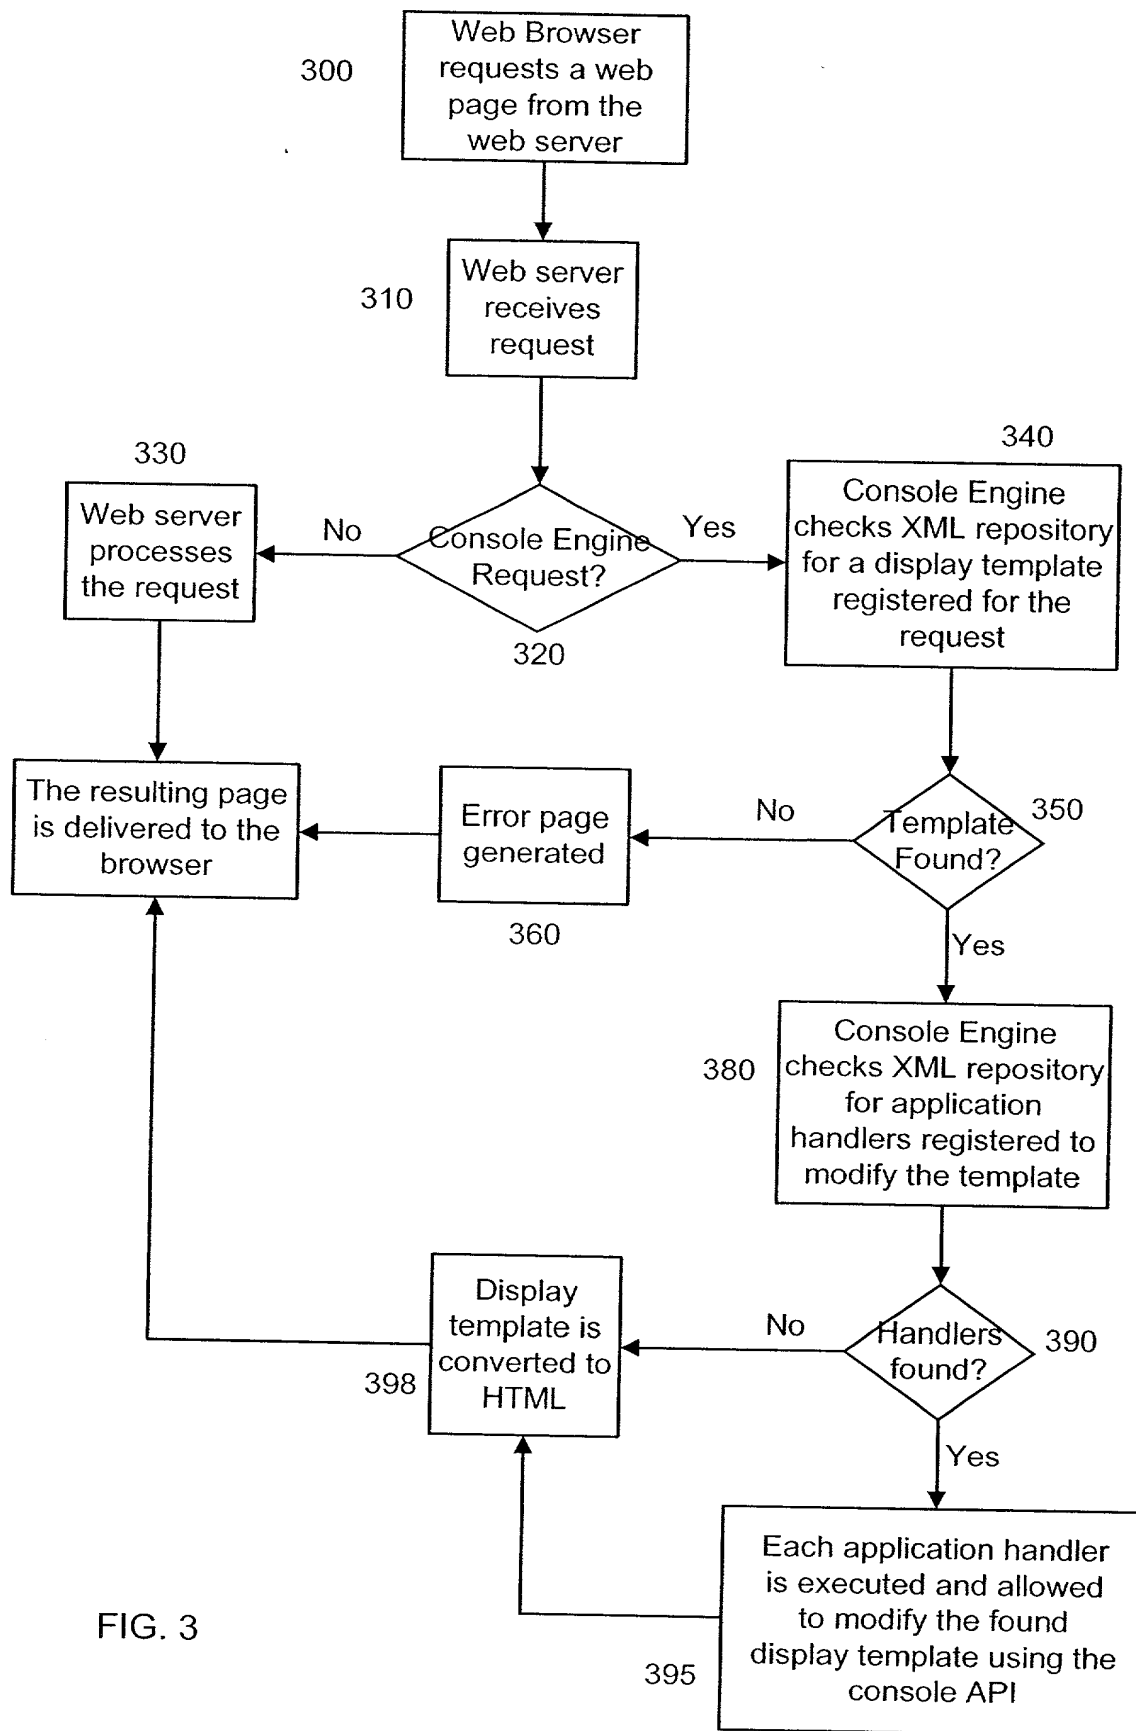 Web Browser
requests a web
page from the
web server
300
Web server
receives
request
310
330
340
Web server
processes
the request
No
Console Engine
Request?
Yes
320
Console Engine
checks XML repository
for a display template
registered for the
request
The resulting page
is delivered to the
browser
Error page
generated
360
No
Template
Found?
350
Yes
380
Console Engine
checks XML repository
for application
handlers registered to
modify the template
Display
template is
converted to
HTML
398
No
Handlers
found?
390
Yes
Each application handler
is executed and allowed
to modify the found
display template using the
console API
395
FIG. 3